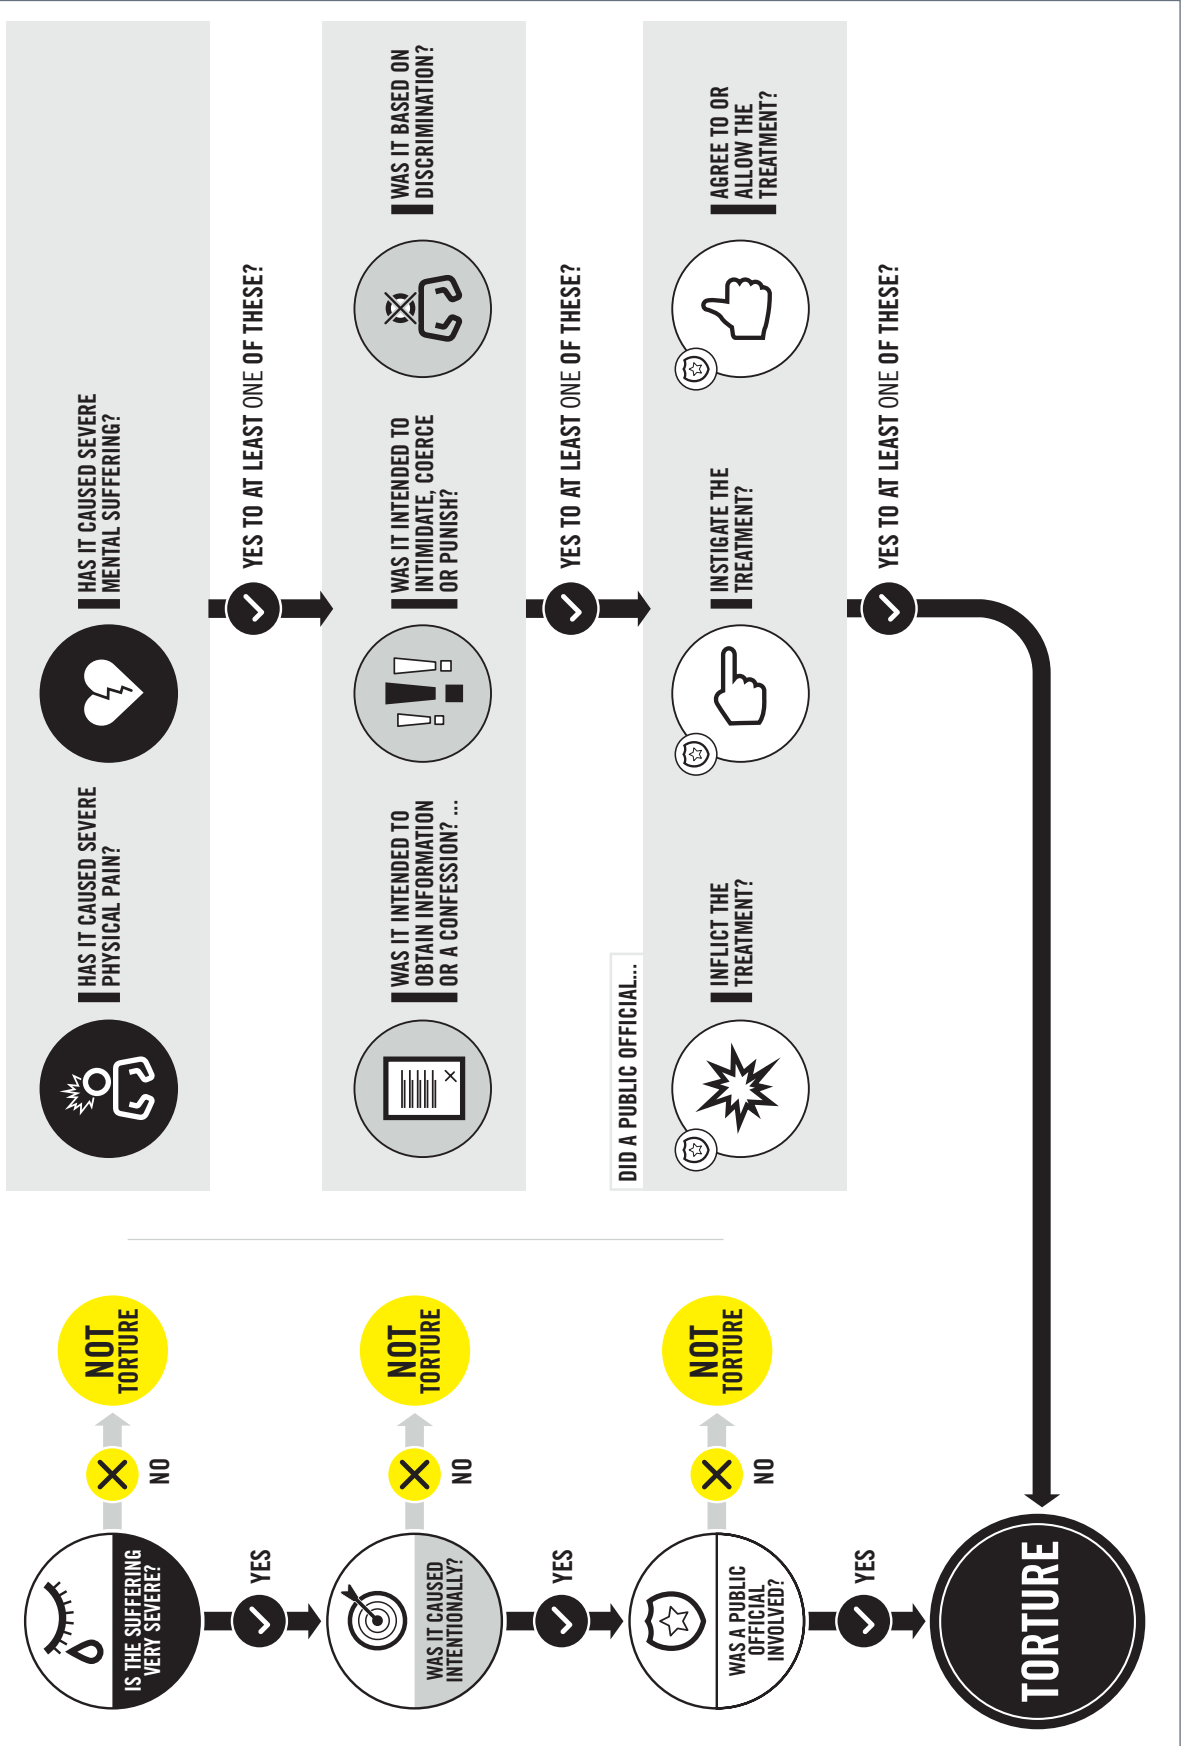 IS THE SUFFERING
VERY SEVERE?
NO
NOT
TORTURE
HAS IT CAUSED SEVERE
PHYSICAL PAIN?
HAS IT CAUSED SEVERE
MENTAL SUFFERING?
YES
YES TO AT LEAST ONE OF THESE?
WAS IT CAUSED
INTENTIONALLY?
NO
NOT
TORTURE
WAS IT INTENDED TO
OBTAIN INFORMATION
OR A CONFESSION? ...
WAS IT INTENDED TO
INTIMIDATE, COERCE
OR PUNISH?
WAS IT BASED ON
DISCRIMINATION?
YES
YES TO AT LEAST ONE OF THESE?
WAS A PUBLIC
OFFICIAL
INVOLVED?
NO
NOT
TORTURE
DID A PUBLIC OFFICIAL...
INFLICT THE
TREATMENT?
INSTIGATE THE
TREATMENT?
AGREE TO OR
ALLOW THE
TREATMENT?
YES
YES TO AT LEAST ONE OF THESE?
TORTURE